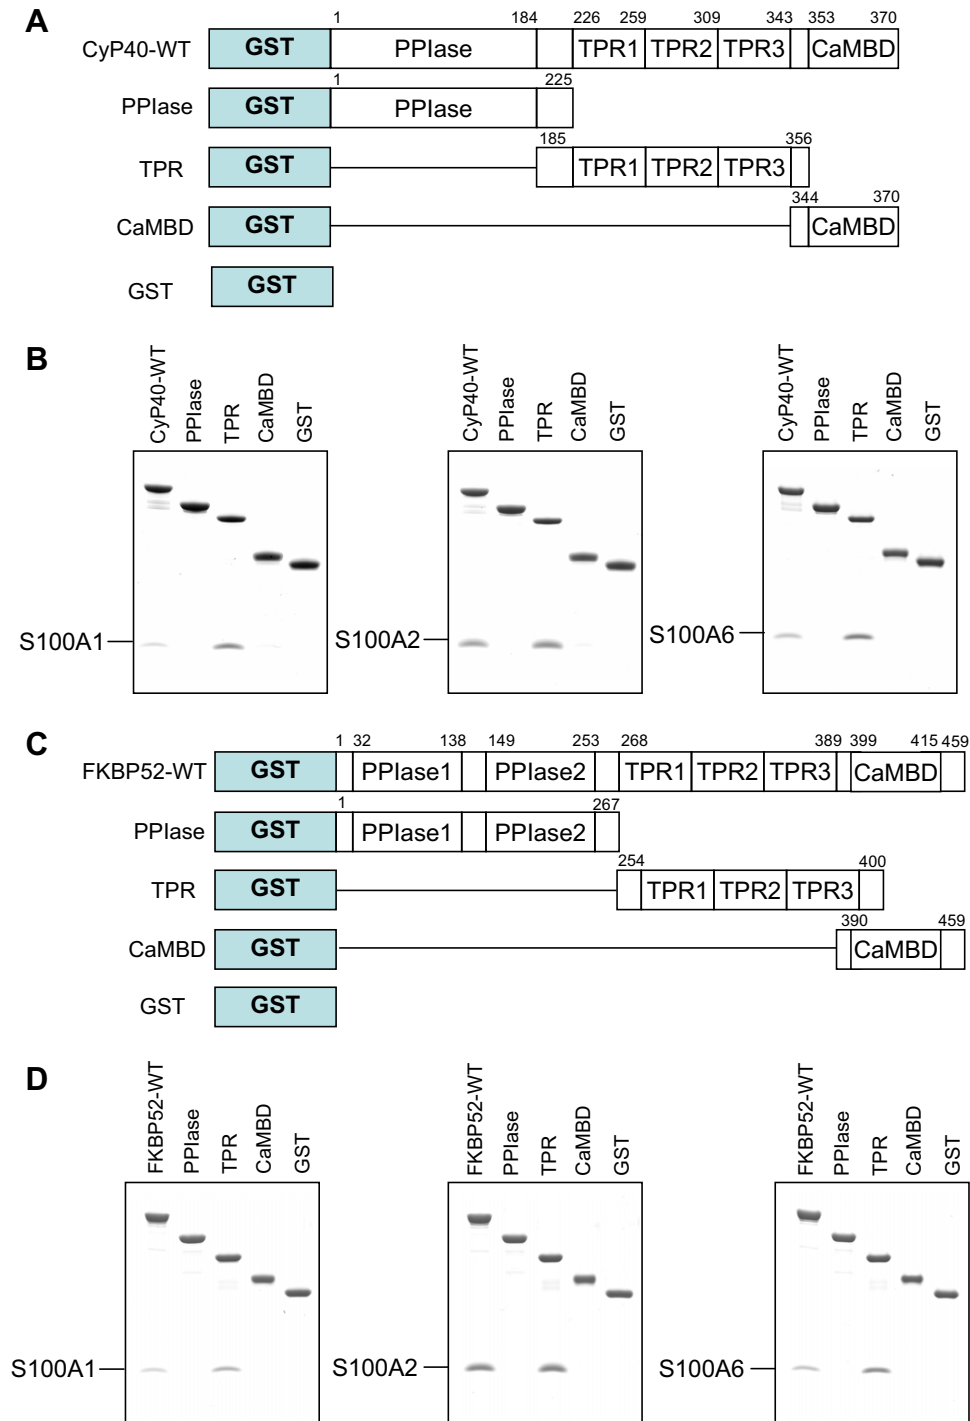 A
1 184 226 259 309 343 353 370
CyP40-WT GST PPIase TPR1 TPR2 TPR3 CaMBD
1 225
PPIase GST PPIase
185 356
TPR GST TPR1 TPR2 TPR3
344 370
CaMBD GST CaMBD
GST GST
B
CyP40-WT PPIase TPR CaMBD GST
CyP40-WT PPIase TPR CaMBD GST
CyP40-WT PPIase TPR CaMBD GST
S100A1 S100A2 S100A6
C
1 32 138 149 253 268 389 399 415 459
FKBP52-WT GST PPIase1 PPIase2 TPR1 TPR2 TPR3 CaMBD
1 267
PPIase GST PPIase1 PPIase2
254 400
TPR GST TPR1 TPR2 TPR3
390 459
CaMBD GST CaMBD
GST GST
D
FKBP52-WT PPIase TPR CaMBD GST
FKBP52-WT PPIase TPR CaMBD GST
FKBP52-WT PPIase TPR CaMBD GST
S100A1 S100A2 S100A6